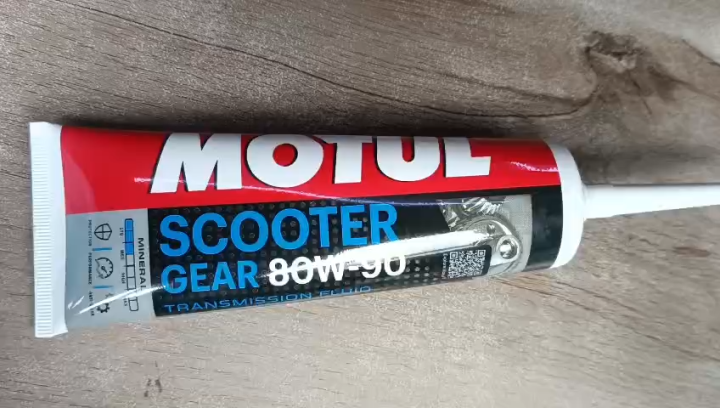 MOTUL
SCOOTER
GEAR 80W-90
TRANSMISSION FLUID
MINERAL